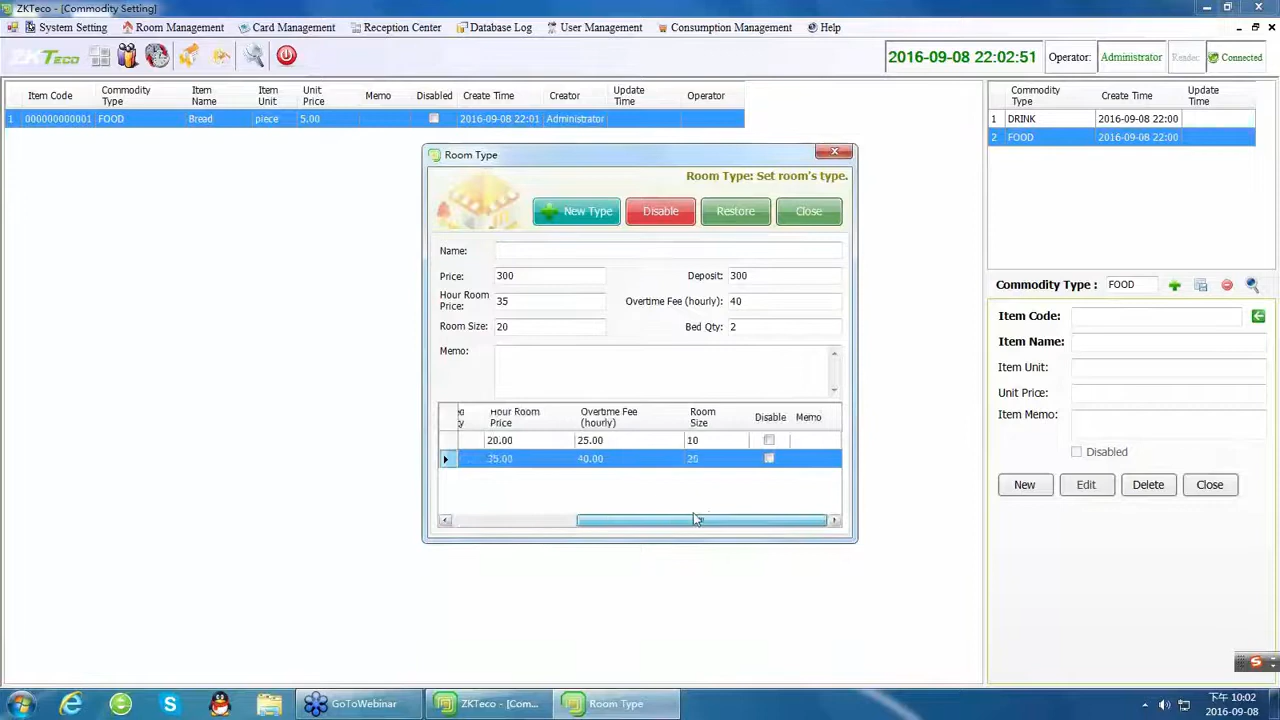 ZKTeco - [Commodity Setting]
System Setting Room Management Card Management Reception Center Database Log User Management Consumption Management Help
ZKTeco 2016-09-08 22:02:51 Operator: Administrator Reader Connected
Item Code Commodity Type Item Name Item Unit Unit Price Memo Disabled Create Time Creator Update Time Operator
1 000000000001 FOOD Bread piece 5.00 2016-09-08 22:01 Administrator
Commodity Type Create Time Update Time
1 DRINK 2016-09-08 22:00
2 FOOD 2016-09-08 22:00
Room Type
Room Type: Set room's type.
New Type Disable Restore Close
Name:
Price: 300 Deposit: 300
Hour Room Price: 35 Overtime Fee (hourly): 40
Room Size: 20 Bed Qty: 2
Memo:
Hour Room Price Overtime Fee (hourly) Room Size Disable Memo
20.00 25.00 10
35.00 40.00 20
Commodity Type : FOOD
Item Code:
Item Name:
Item Unit:
Unit Price:
Item Memo:
Disabled
New Edit Delete Close
GoToWebinar ZKTeco - [Com... Room Type
下午 10:02
2016-09-08